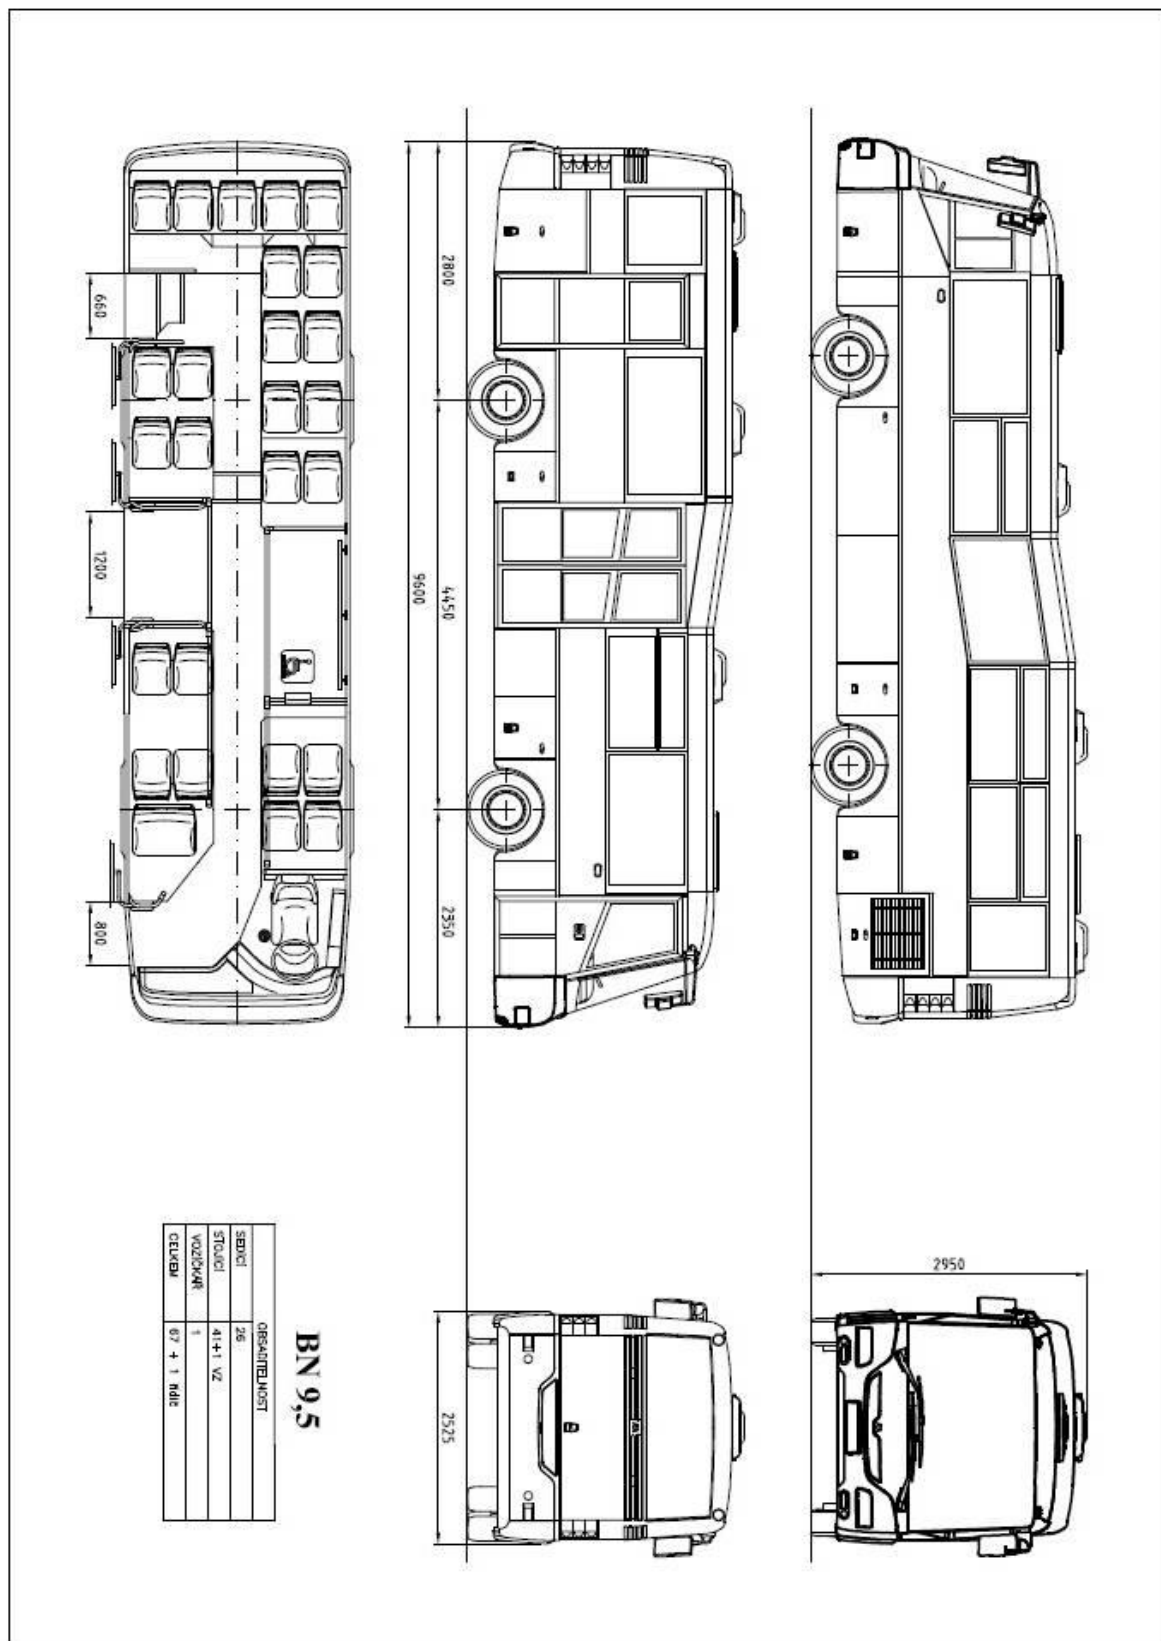 660
1200
800
2800
4450
9600
2350
2950
2525
BN 9,5
OBSADITELNOST
SEDÍCÍ 26
STOJÍCÍ 41+1 VZ
VOZÍČKÁŘ 1
CELKEM 67 + 1 ŘIDIČ